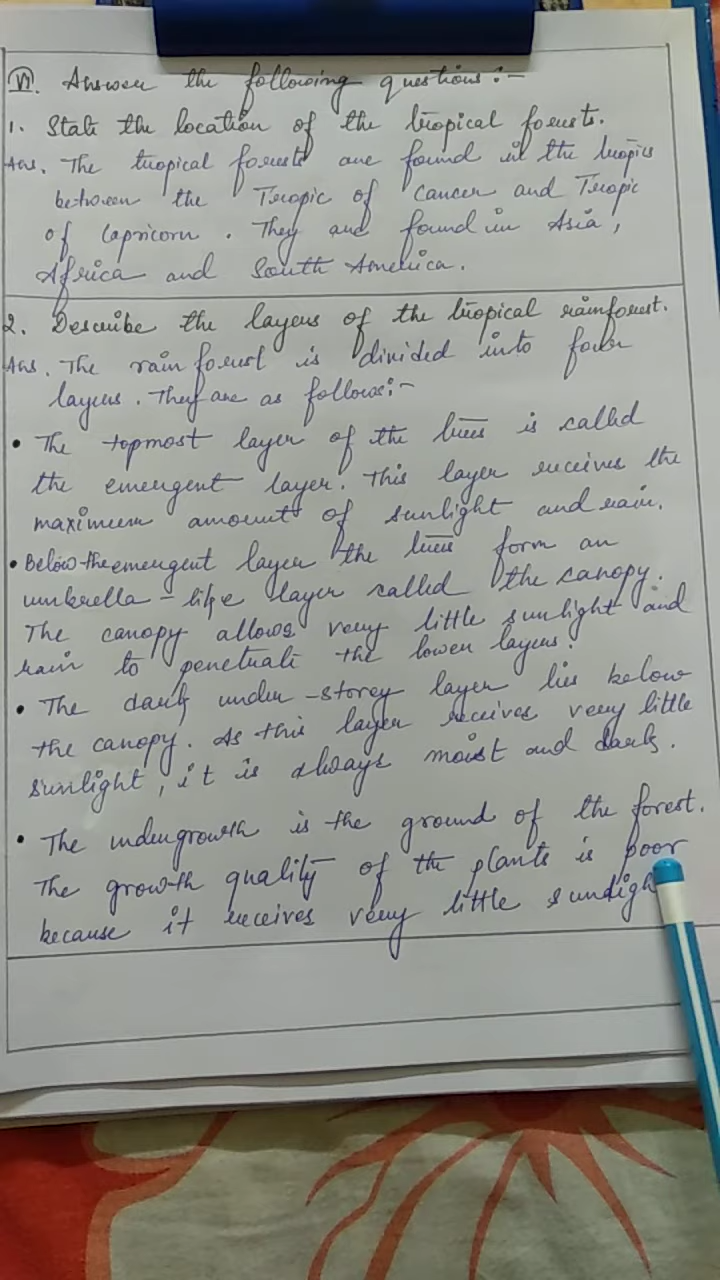 VI. Answer the following questions :-
1. State the location of the tropical forests.
Ans. The tropical forests are found in the tropics
between the Tropic of Cancer and Tropic
of Capricorn. They are found in Asia,
Africa and South America.
2. Describe the layers of the tropical rainforest.
Ans. The rain forest is divided into four
layers. They are as follows:-
• The topmost layer of the trees is called
the emergent layer. This layer receives the
maximum amount of sunlight and rain.
• Below the emergent layer the trees form an
umbrella-like layer called the canopy.
The canopy allows very little sunlight and
rain to penetrate the lower layers.
• The dark under-storey layer lies below
the canopy. As this layer receives very little
sunlight, it is always moist and dark.
• The undergrowth is the ground of the forest.
The growth quality of the plants is poor
because it receives very little